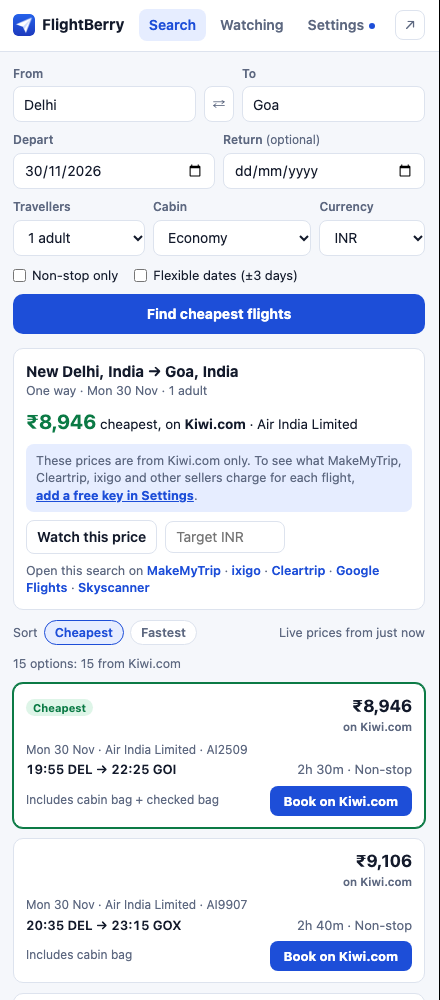 FlightBerry Search Watching Settings ↗
From To
Delhi ⇄ Goa
Depart Return (optional)
30/11/2026 dd/mm/yyyy
Travellers Cabin Currency
1 adult Economy INR
Non-stop only Flexible dates (±3 days)
Find cheapest flights
New Delhi, India → Goa, India
One way · Mon 30 Nov · 1 adult
₹8,946 cheapest, on Kiwi.com · Air India Limited
These prices are from Kiwi.com only. To see what MakeMyTrip,
Cleartrip, ixigo and other sellers charge for each flight,
add a free key in Settings.
Watch this price Target INR
Open this search on MakeMyTrip · ixigo · Cleartrip · Google
Flights · Skyscanner
Sort Cheapest Fastest Live prices from just now
15 options: 15 from Kiwi.com
Cheapest ₹8,946
on Kiwi.com
Mon 30 Nov · Air India Limited · AI2509
19:55 DEL → 22:25 GOI 2h 30m · Non-stop
Includes cabin bag + checked bag Book on Kiwi.com
₹9,106
on Kiwi.com
Mon 30 Nov · Air India Limited · AI9907
20:35 DEL → 23:15 GOX 2h 40m · Non-stop
Includes cabin bag Book on Kiwi.com